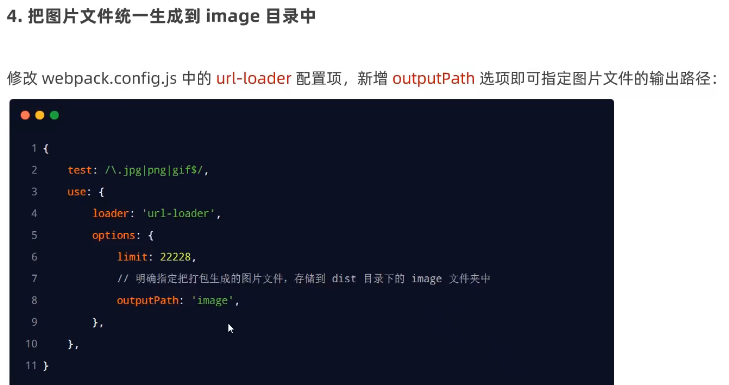 4. 把图片文件统一生成到 image 目录中
修改 webpack.config.js 中的 url-loader 配置项，新增 outputPath 选项即可指定图片文件的输出路径：
1 {
2 test: /\.jpg|png|gif$/,
3 use: {
4 loader: 'url-loader',
5 options: {
6 limit: 22228,
7 // 明确指定把打包生成的图片文件，存储到 dist 目录下的 image 文件夹中
8 outputPath: 'image',
9 },
10 },
11 }